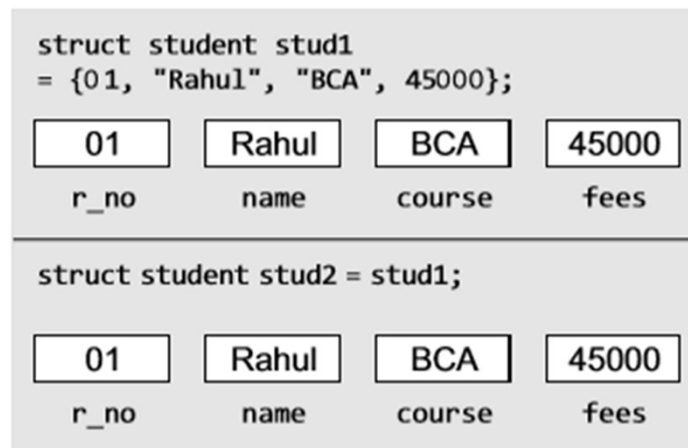 struct student stud1
= {01, "Rahul", "BCA", 45000};
01 Rahul BCA 45000
r_no name course fees
struct student stud2 = stud1;
01 Rahul BCA 45000
r_no name course fees